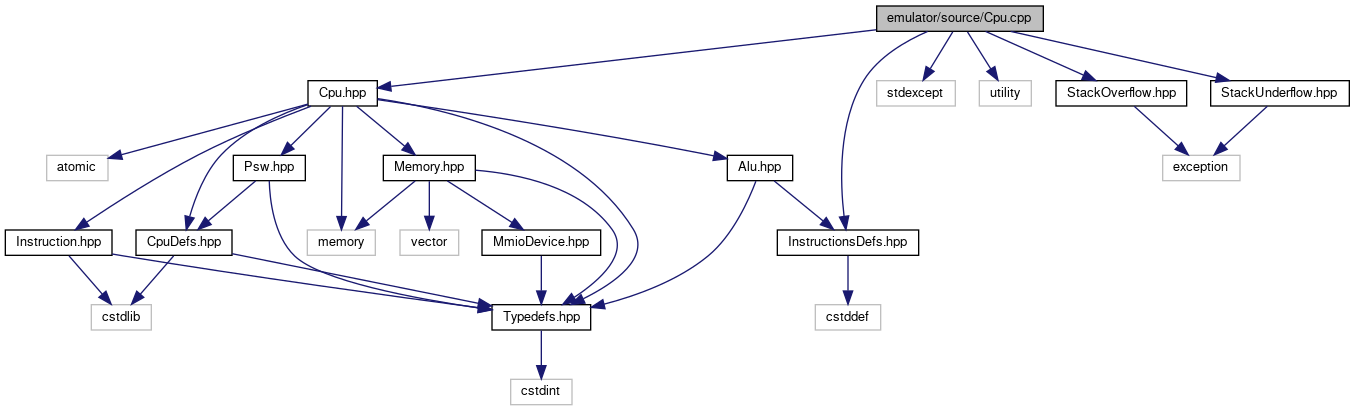 emulator/source/Cpu.cpp
Cpu.hpp
stdexcept
utility
StackOverflow.hpp
StackUnderflow.hpp
atomic
Psw.hpp
Memory.hpp
Alu.hpp
exception
Instruction.hpp
CpuDefs.hpp
memory
vector
MmioDevice.hpp
InstructionsDefs.hpp
cstdlib
Typedefs.hpp
cstddef
cstdint